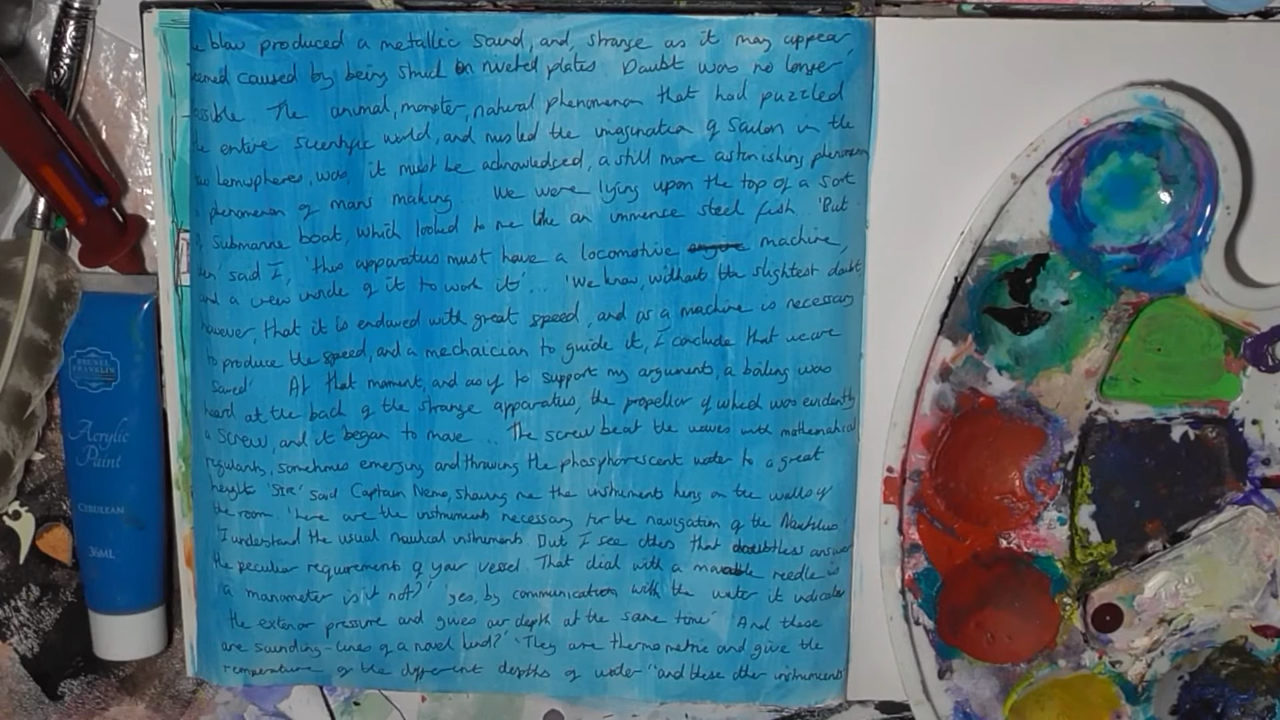 blow produced a metallic sound, and, strange as it may appear,
seemed caused by being struck on riveted plates Doubt was no longer
The animal, monster, natural phenomenon that had puzzled
entire scientific world, and misled the imagination of Sailors in the
hemispheres, was, it must be acknowledged, a still more astonishing phenomen
phenomenon of mans making. We were lying upon the top of a sort
submarine boat, which looked to me like an immense steel fish. 'But
said I, 'this apparatus must have a locomotive engine machine,
and a crew inside of it to work it'... 'We know, without the slightest doubt
however, that it is endowed with great speed, and as a machine is necessary
to produce the speed, and a mechaician to guide it, I conclude that we are
Saved' At that moment, and as if to support my arguments, a boiling was
heard at the back of the strange apparatus, the propellor of which was evidently
a screw, and it began to move ... The screw beat the waves with mathematical
regularity, sometimes emerging and throwing the phosphorescent water to a great
height 'Sir' said Captain Nemo, showing me the instruments hung on the walls of
the room. 'here are the instruments necessary for the navigation of the Nautilus'
'I understand the usual nautical instruments. But I see others that doubtless answer
the peculiar requirements of your vessel. That dial with a movable needle is
a manometer is it not?' 'yes, by communication with the water it indicates
the exterior pressure and gives our depth at the same time' And these
are sounding-lines of a novel kind?' 'They are thermometric and give the
temperature of the different depths of water' "and these other instruments
BRUNEL FRANKLIN
Acrylic
Paint
CERULEAN
36ML